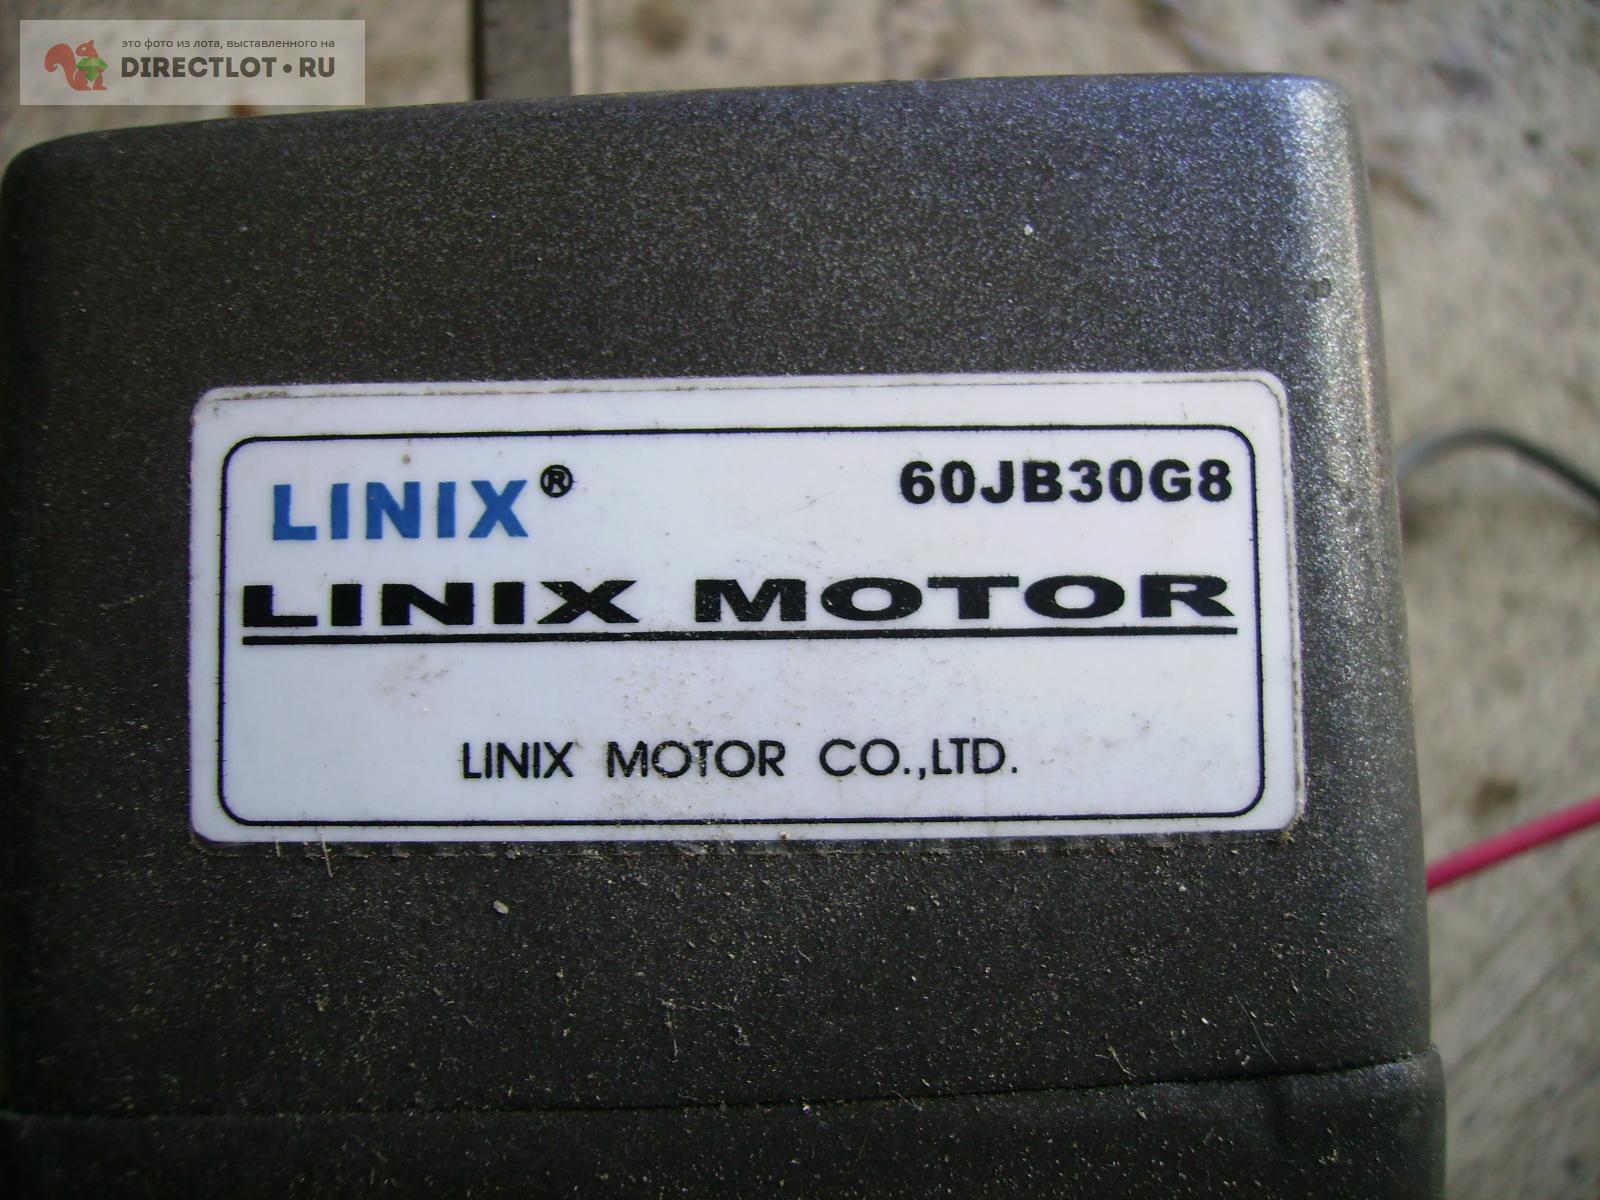 это фото из лота, выставленного на
DIRECTLOT•RU
LINIX® 60JB30G8
LINIX MOTOR
LINIX MOTOR CO.,LTD.